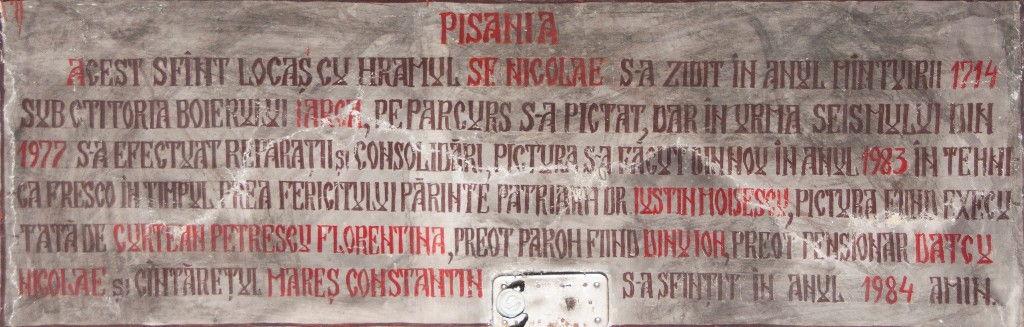 PISANIA
ACEST SFÎNT LOCAȘ CU HRAMUL SF NICOLAE S-A ZIDIT ÎN ANUL MÎNTUIRII 1714
SUB CTITORIA BOIERULUI IARCA, PE PARCURS S-A PICTAT, DAR ÎN URMA SEISMULUI DIN
1977 S-A EFECTUAT REPARAȚII ȘI CONSOLIDĂRI, PICTURA S-A FĂCUT DIN NOU ÎN ANUL 1983 ÎN TEHNI
CA FRESCO ÎN TIMPUL PREA FERICITULUI PĂRINTE PATRIARH DR IUSTIN MOISESCU, PICTURA FIIND EXECU
TATĂ DE CURTEAN PETRESCU FLORENTINA, PREOT PAROH FIIND DINU ION, PREOT PENSIONAR DATCU
NICOLAE ȘI CÎNTĂREȚUL MAREȘ CONSTANTIN S-A SFINȚIT ÎN ANUL 1984 AMIN.